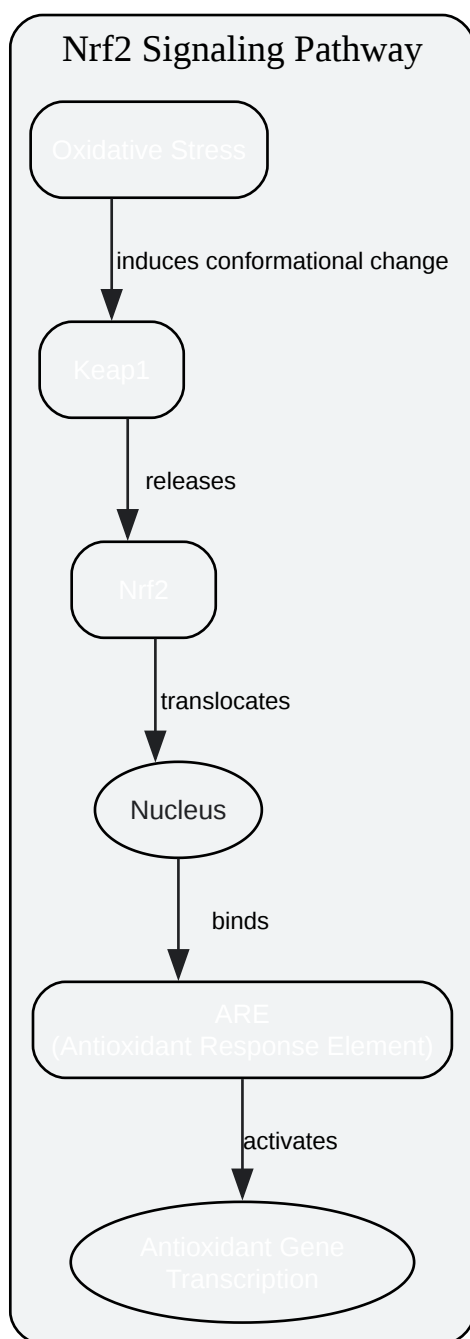 Nrf2 Signaling Pathway
Oxidative Stress
induces conformational change
Keap1
releases
Nrf2
translocates
Nucleus
binds
ARE
(Antioxidant Response Element)
activates
Antioxidant Gene
Transcription